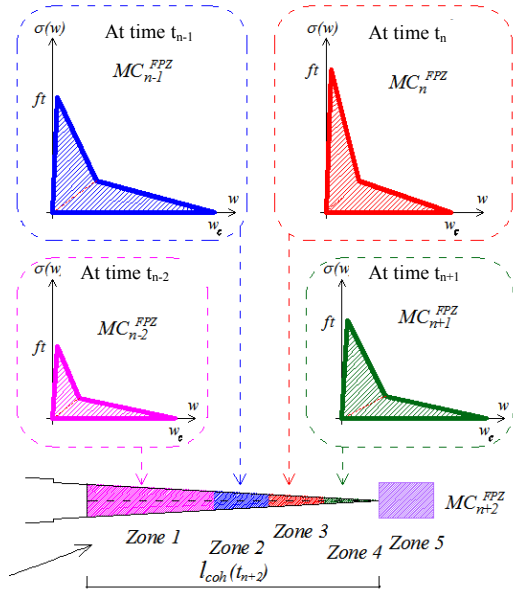 σ(w)
At time tn-1
MCn-1FPZ
ft
w
wc
σ(w)
At time tn
MCnFPZ
ft
w
wc
σ(w
At time tn-2
MCn-2FPZ
ft
w
wc
σ(w
At time tn+1
MCn+1FPZ
ft
w
wc
MCn+2FPZ
Zone 1
Zone 2
Zone 3
Zone 4
Zone 5
lcoh(tn+2)